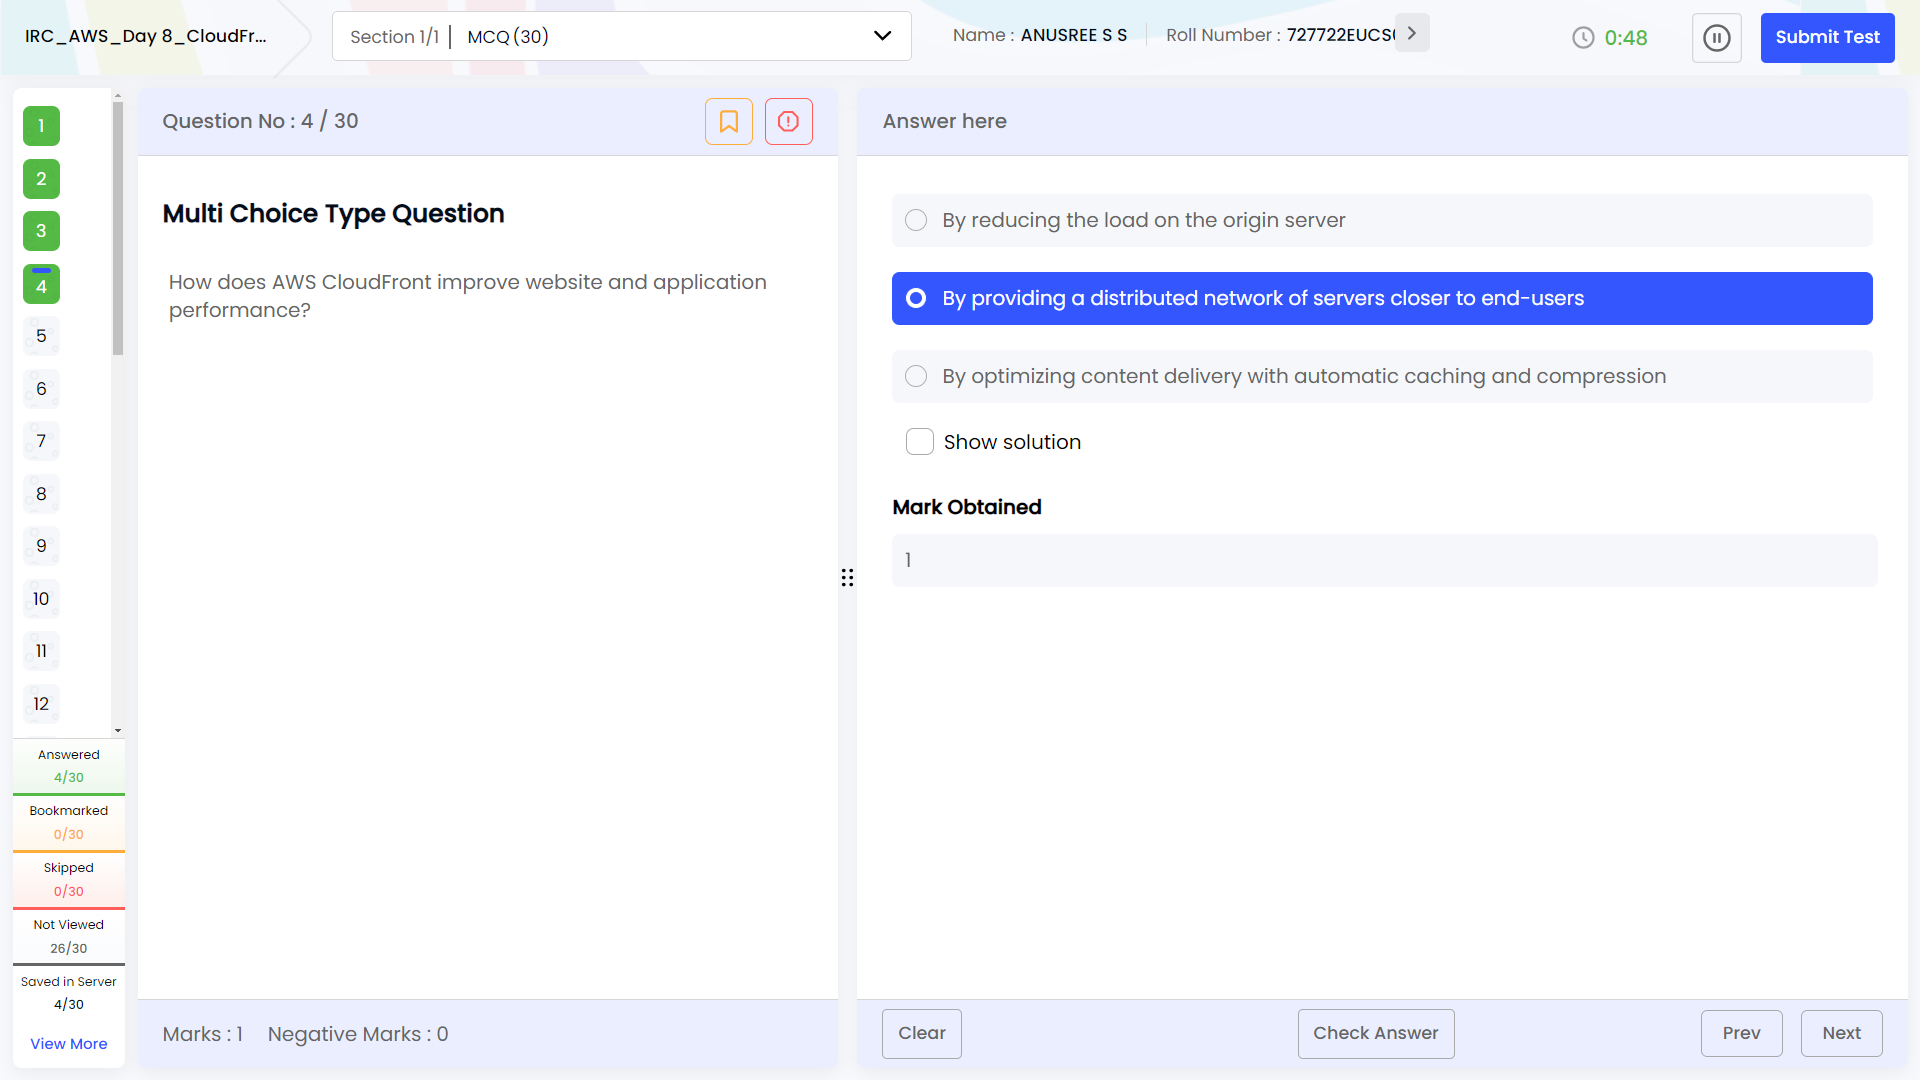 IRC_AWS_Day 8_CloudFr...
Section 1/1 | MCQ (30)
Name : ANUSREE S S
Roll Number : 727722EUCS
0:48
Submit Test
1
2
3
4
5
6
7
8
9
10
11
12
Answered
4/30
Bookmarked
0/30
Skipped
0/30
Not Viewed
26/30
Saved in Server
4/30
View More
Question No : 4 / 30
Multi Choice Type Question
How does AWS CloudFront improve website and application
performance?
Marks : 1 Negative Marks : 0
Answer here
By reducing the load on the origin server
By providing a distributed network of servers closer to end-users
By optimizing content delivery with automatic caching and compression
Show solution
Mark Obtained
1
Clear
Check Answer
Prev
Next